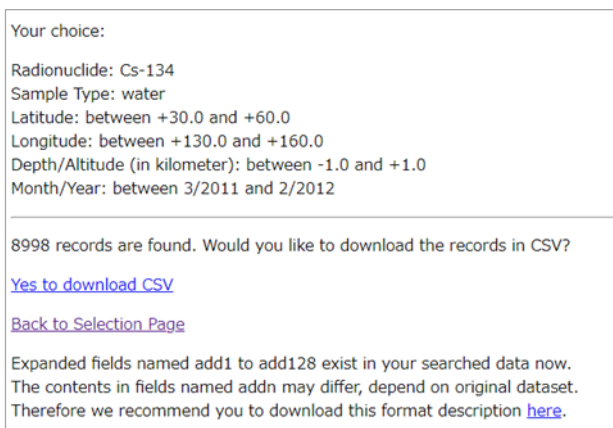 Your choice:
Radionuclide: Cs-134
Sample Type: water
Latitude: between +30.0 and +60.0
Longitude: between +130.0 and +160.0
Depth/Altitude (in kilometer): between -1.0 and +1.0
Month/Year: between 3/2011 and 2/2012
8998 records are found. Would you like to download the records in CSV?
Yes to download CSV
Back to Selection Page
Expanded fields named add1 to add128 exist in your searched data now.
The contents in fields named addn may differ, depend on original dataset.
Therefore we recommend you to download this format description here.